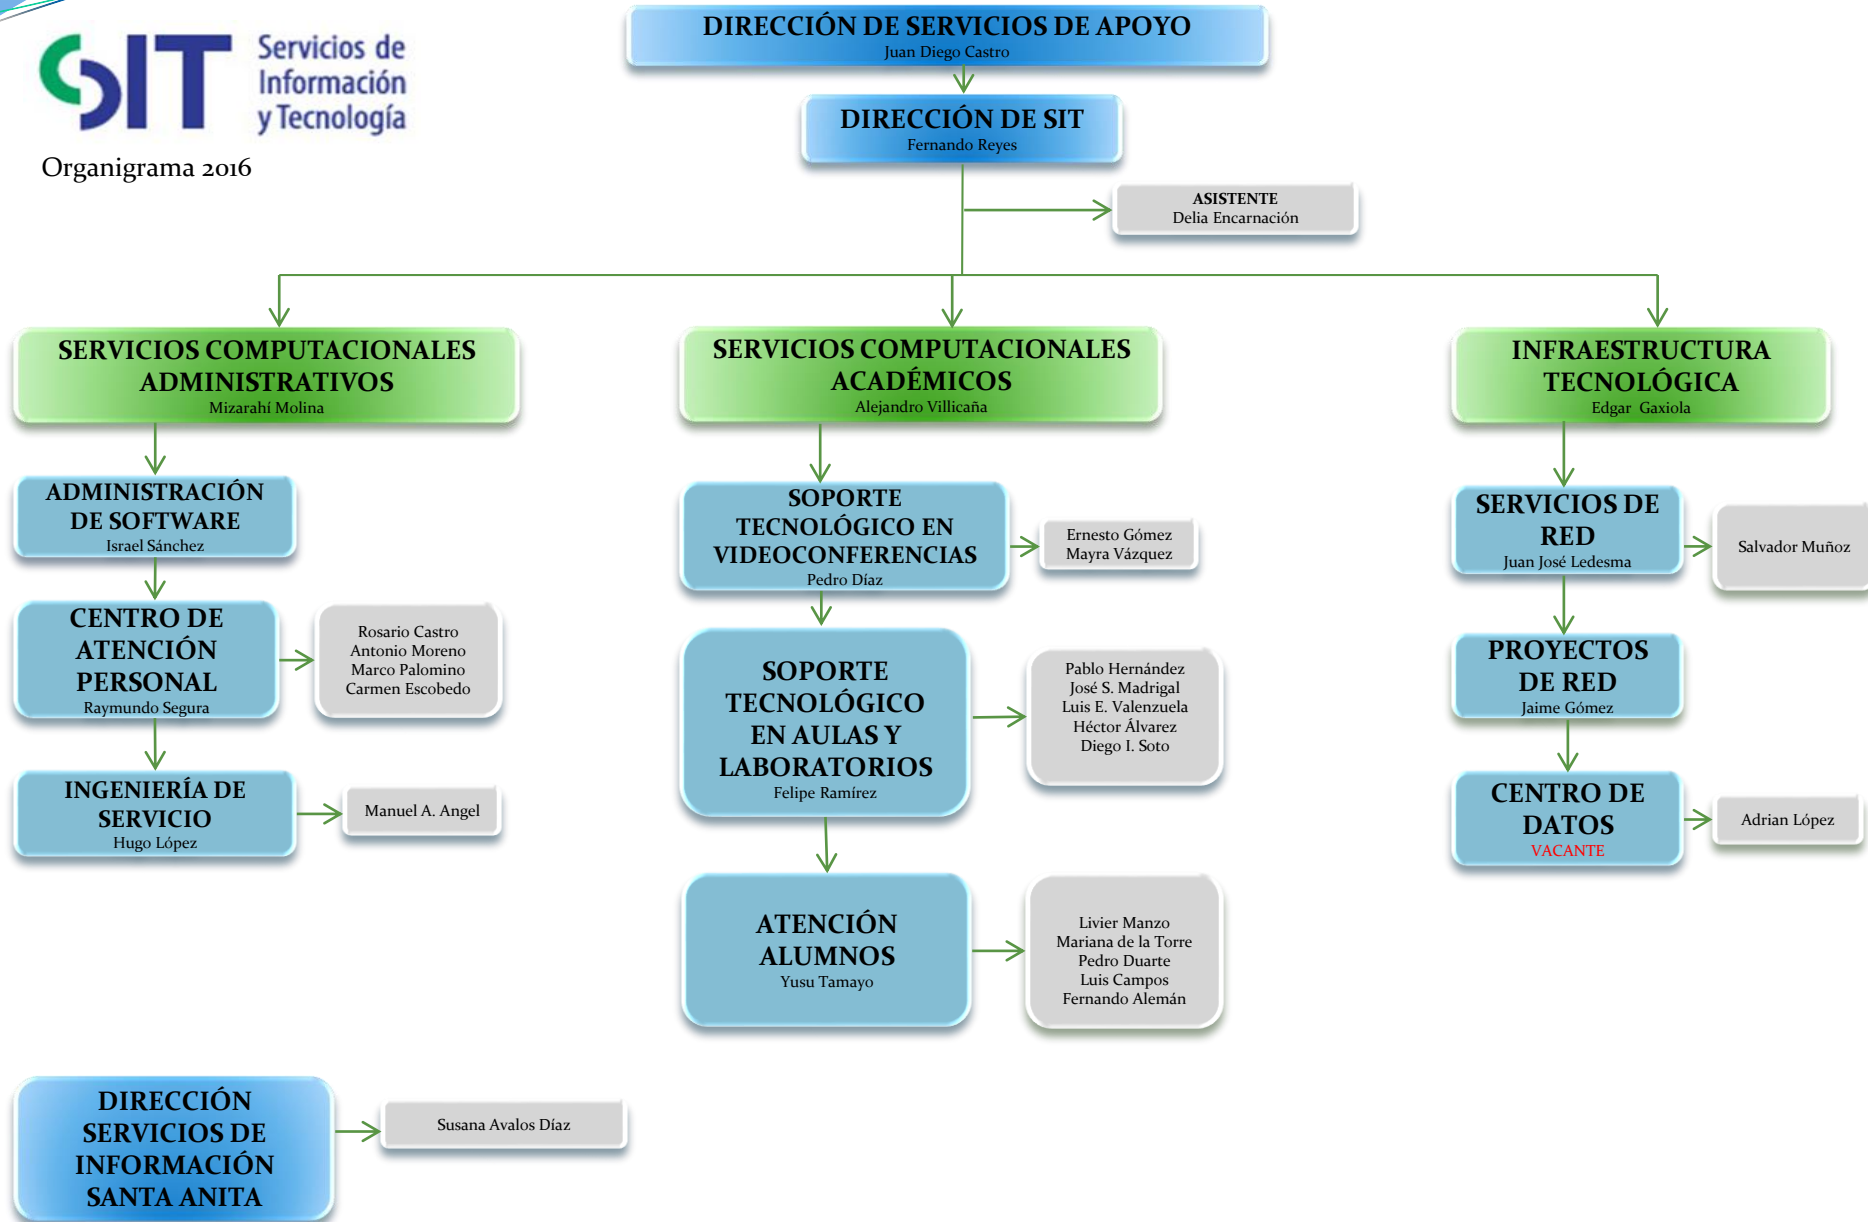 SIT
Servicios de
Información
y Tecnología
Organigrama 2016
DIRECCIÓN DE SERVICIOS DE APOYO
Juan Diego Castro
DIRECCIÓN DE SIT
Fernando Reyes
ASISTENTE
Delia Encarnación
SERVICIOS COMPUTACIONALES
ADMINISTRATIVOS
Mizarahí Molina
ADMINISTRACIÓN
DE SOFTWARE
Israel Sánchez
CENTRO DE
ATENCIÓN
PERSONAL
Raymundo Segura
Rosario Castro
Antonio Moreno
Marco Palomino
Carmen Escobedo
INGENIERÍA DE
SERVICIO
Hugo López
Manuel A. Angel
SERVICIOS COMPUTACIONALES
ACADÉMICOS
Alejandro Villicaña
SOPORTE
TECNOLÓGICO EN
VIDEOCONFERENCIAS
Pedro Díaz
Ernesto Gómez
Mayra Vázquez
SOPORTE
TECNOLÓGICO
EN AULAS Y
LABORATORIOS
Felipe Ramírez
Pablo Hernández
José S. Madrigal
Luis E. Valenzuela
Héctor Álvarez
Diego I. Soto
ATENCIÓN
ALUMNOS
Yusu Tamayo
Livier Manzo
Mariana de la Torre
Pedro Duarte
Luis Campos
Fernando Alemán
INFRAESTRUCTURA
TECNOLÓGICA
Edgar Gaxiola
SERVICIOS DE
RED
Juan José Ledesma
Salvador Muñoz
PROYECTOS
DE RED
Jaime Gómez
CENTRO DE
DATOS
VACANTE
Adrian López
DIRECCIÓN
SERVICIOS DE
INFORMACIÓN
SANTA ANITA
Susana Avalos Díaz